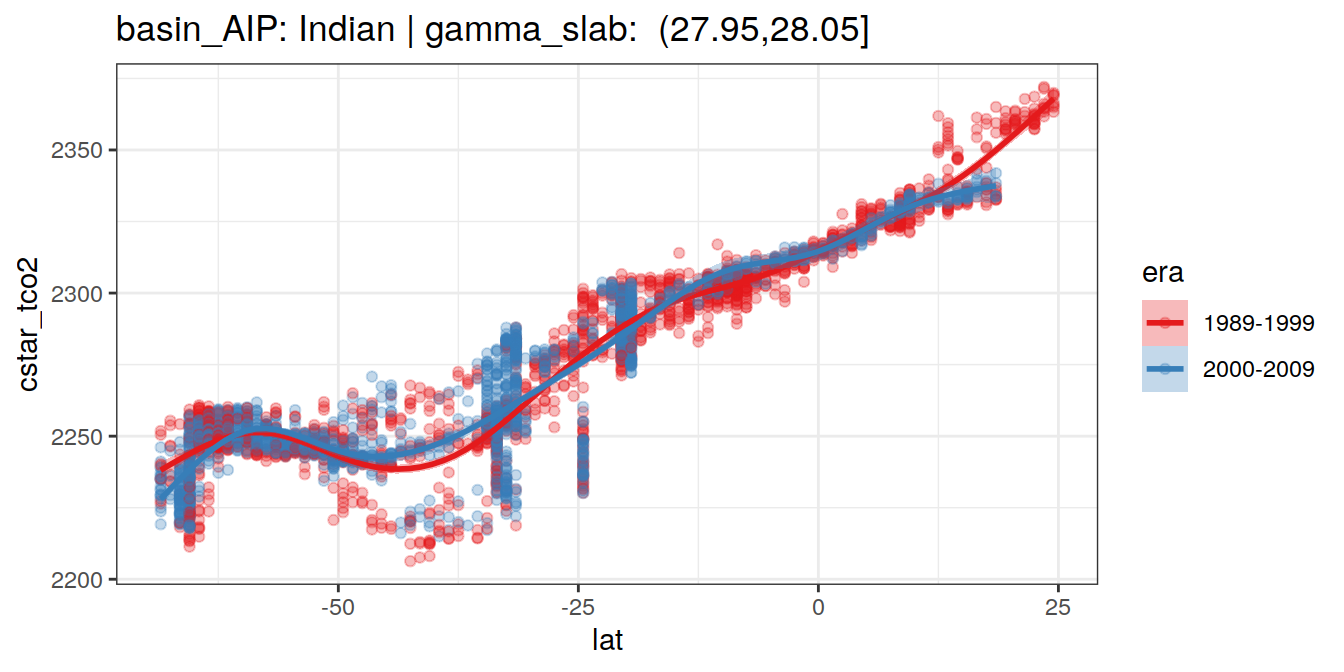 basin_AIP: Indian | gamma_slab:  (27.95,28.05]
cstar_tco2
2350
2300
2250
2200
-50
-25
0
25
lat
era
1989-1999
2000-2009